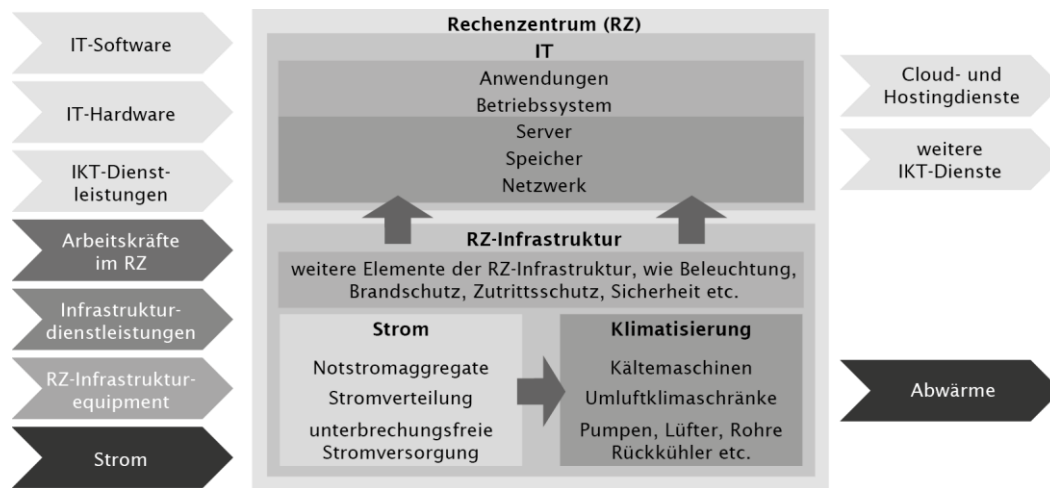 IT-Software
IT-Hardware
IKT-Dienst-
leistungen
Arbeitskräfte
im RZ
Infrastruktur-
dienstleistungen
RZ-Infrastruktur-
equipment
Strom
Rechenzentrum (RZ)
IT
Anwendungen
Betriebssystem
Server
Speicher
Netzwerk
RZ-Infrastruktur
weitere Elemente der RZ-Infrastruktur, wie Beleuchtung,
Brandschutz, Zutrittsschutz, Sicherheit etc.
Strom
Notstromaggregate
Stromverteilung
unterbrechungsfreie
Stromversorgung
Klimatisierung
Kältemaschinen
Umluftklimaschränke
Pumpen, Lüfter, Rohre
Rückkühler etc.
Cloud- und
Hostingdienste
weitere
IKT-Dienste
Abwärme